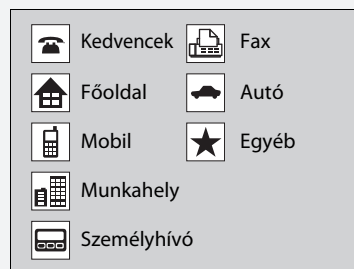 Kedvencek Fax
Főoldal Autó
Mobil Egyéb
Munkahely
Személyhívó